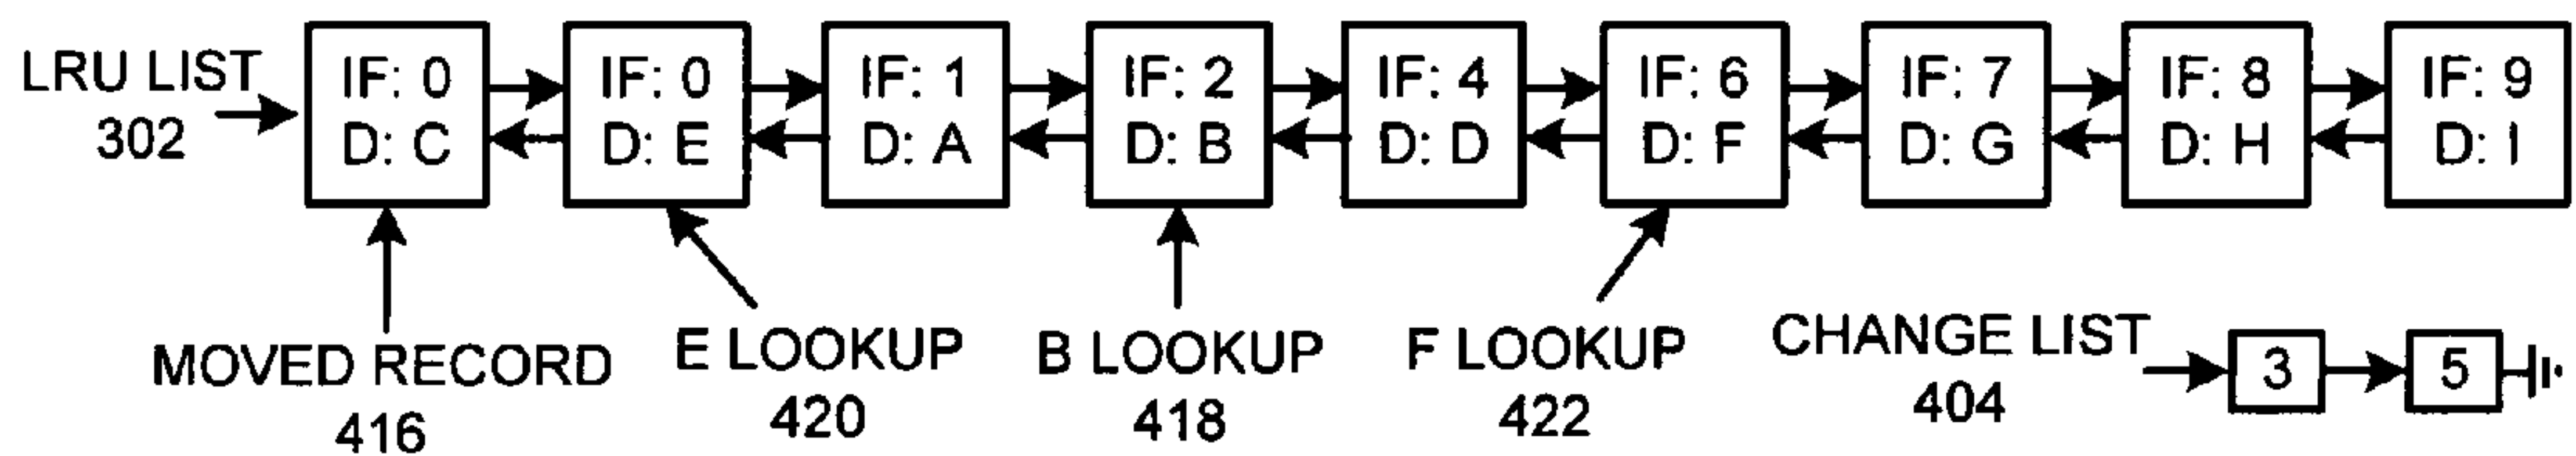 LRU LIST
302
IF: 0
D: C
IF: 0
D: E
IF: 1
D: A
IF: 2
D: B
IF: 4
D: D
IF: 6
D: F
IF: 7
D: G
IF: 8
D: H
IF: 9
D: I
MOVED RECORD
416
E LOOKUP
420
B LOOKUP
418
F LOOKUP
422
CHANGE LIST
404
3
5